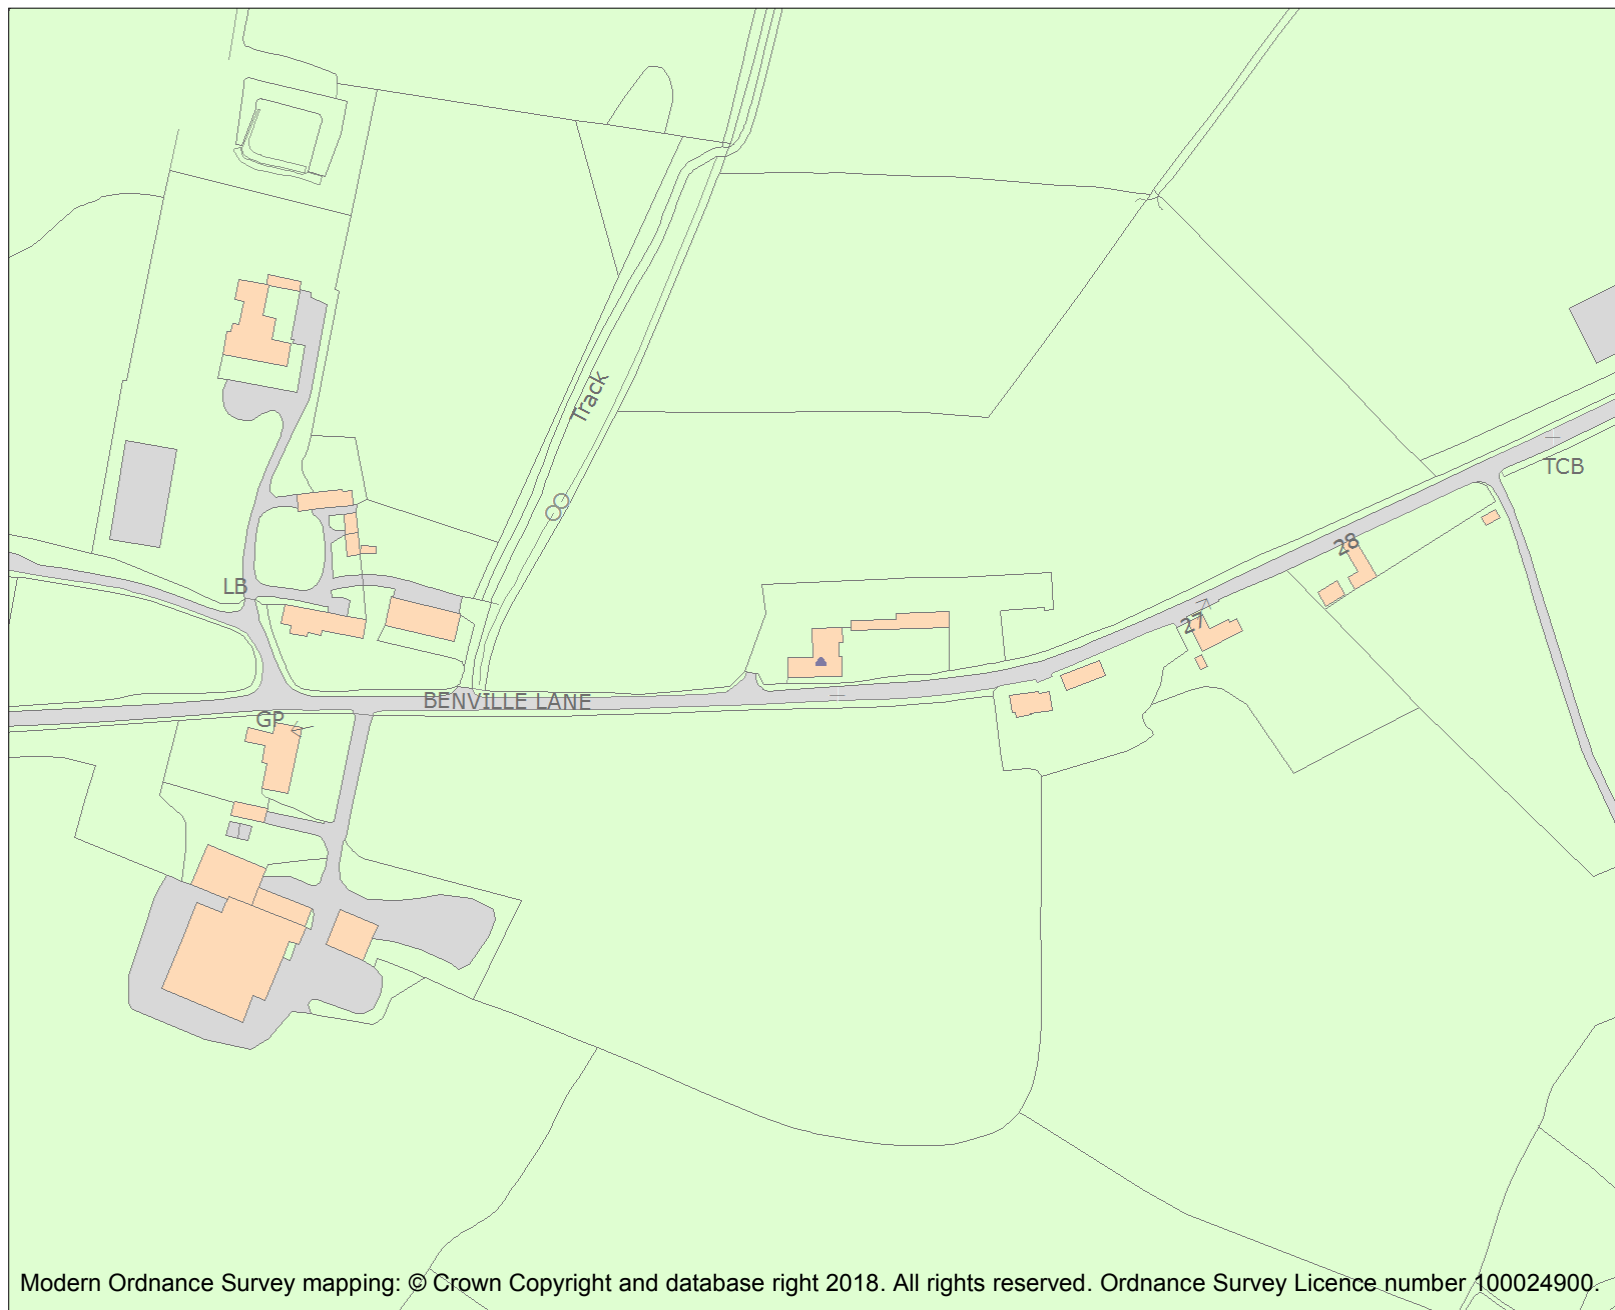 Track
TCB
28
LB
27
BENVILLE LANE
GP
Modern Ordnance Survey mapping: © Crown Copyright and database right 2018. All rights reserved. Ordnance Survey Licence number 100024900.